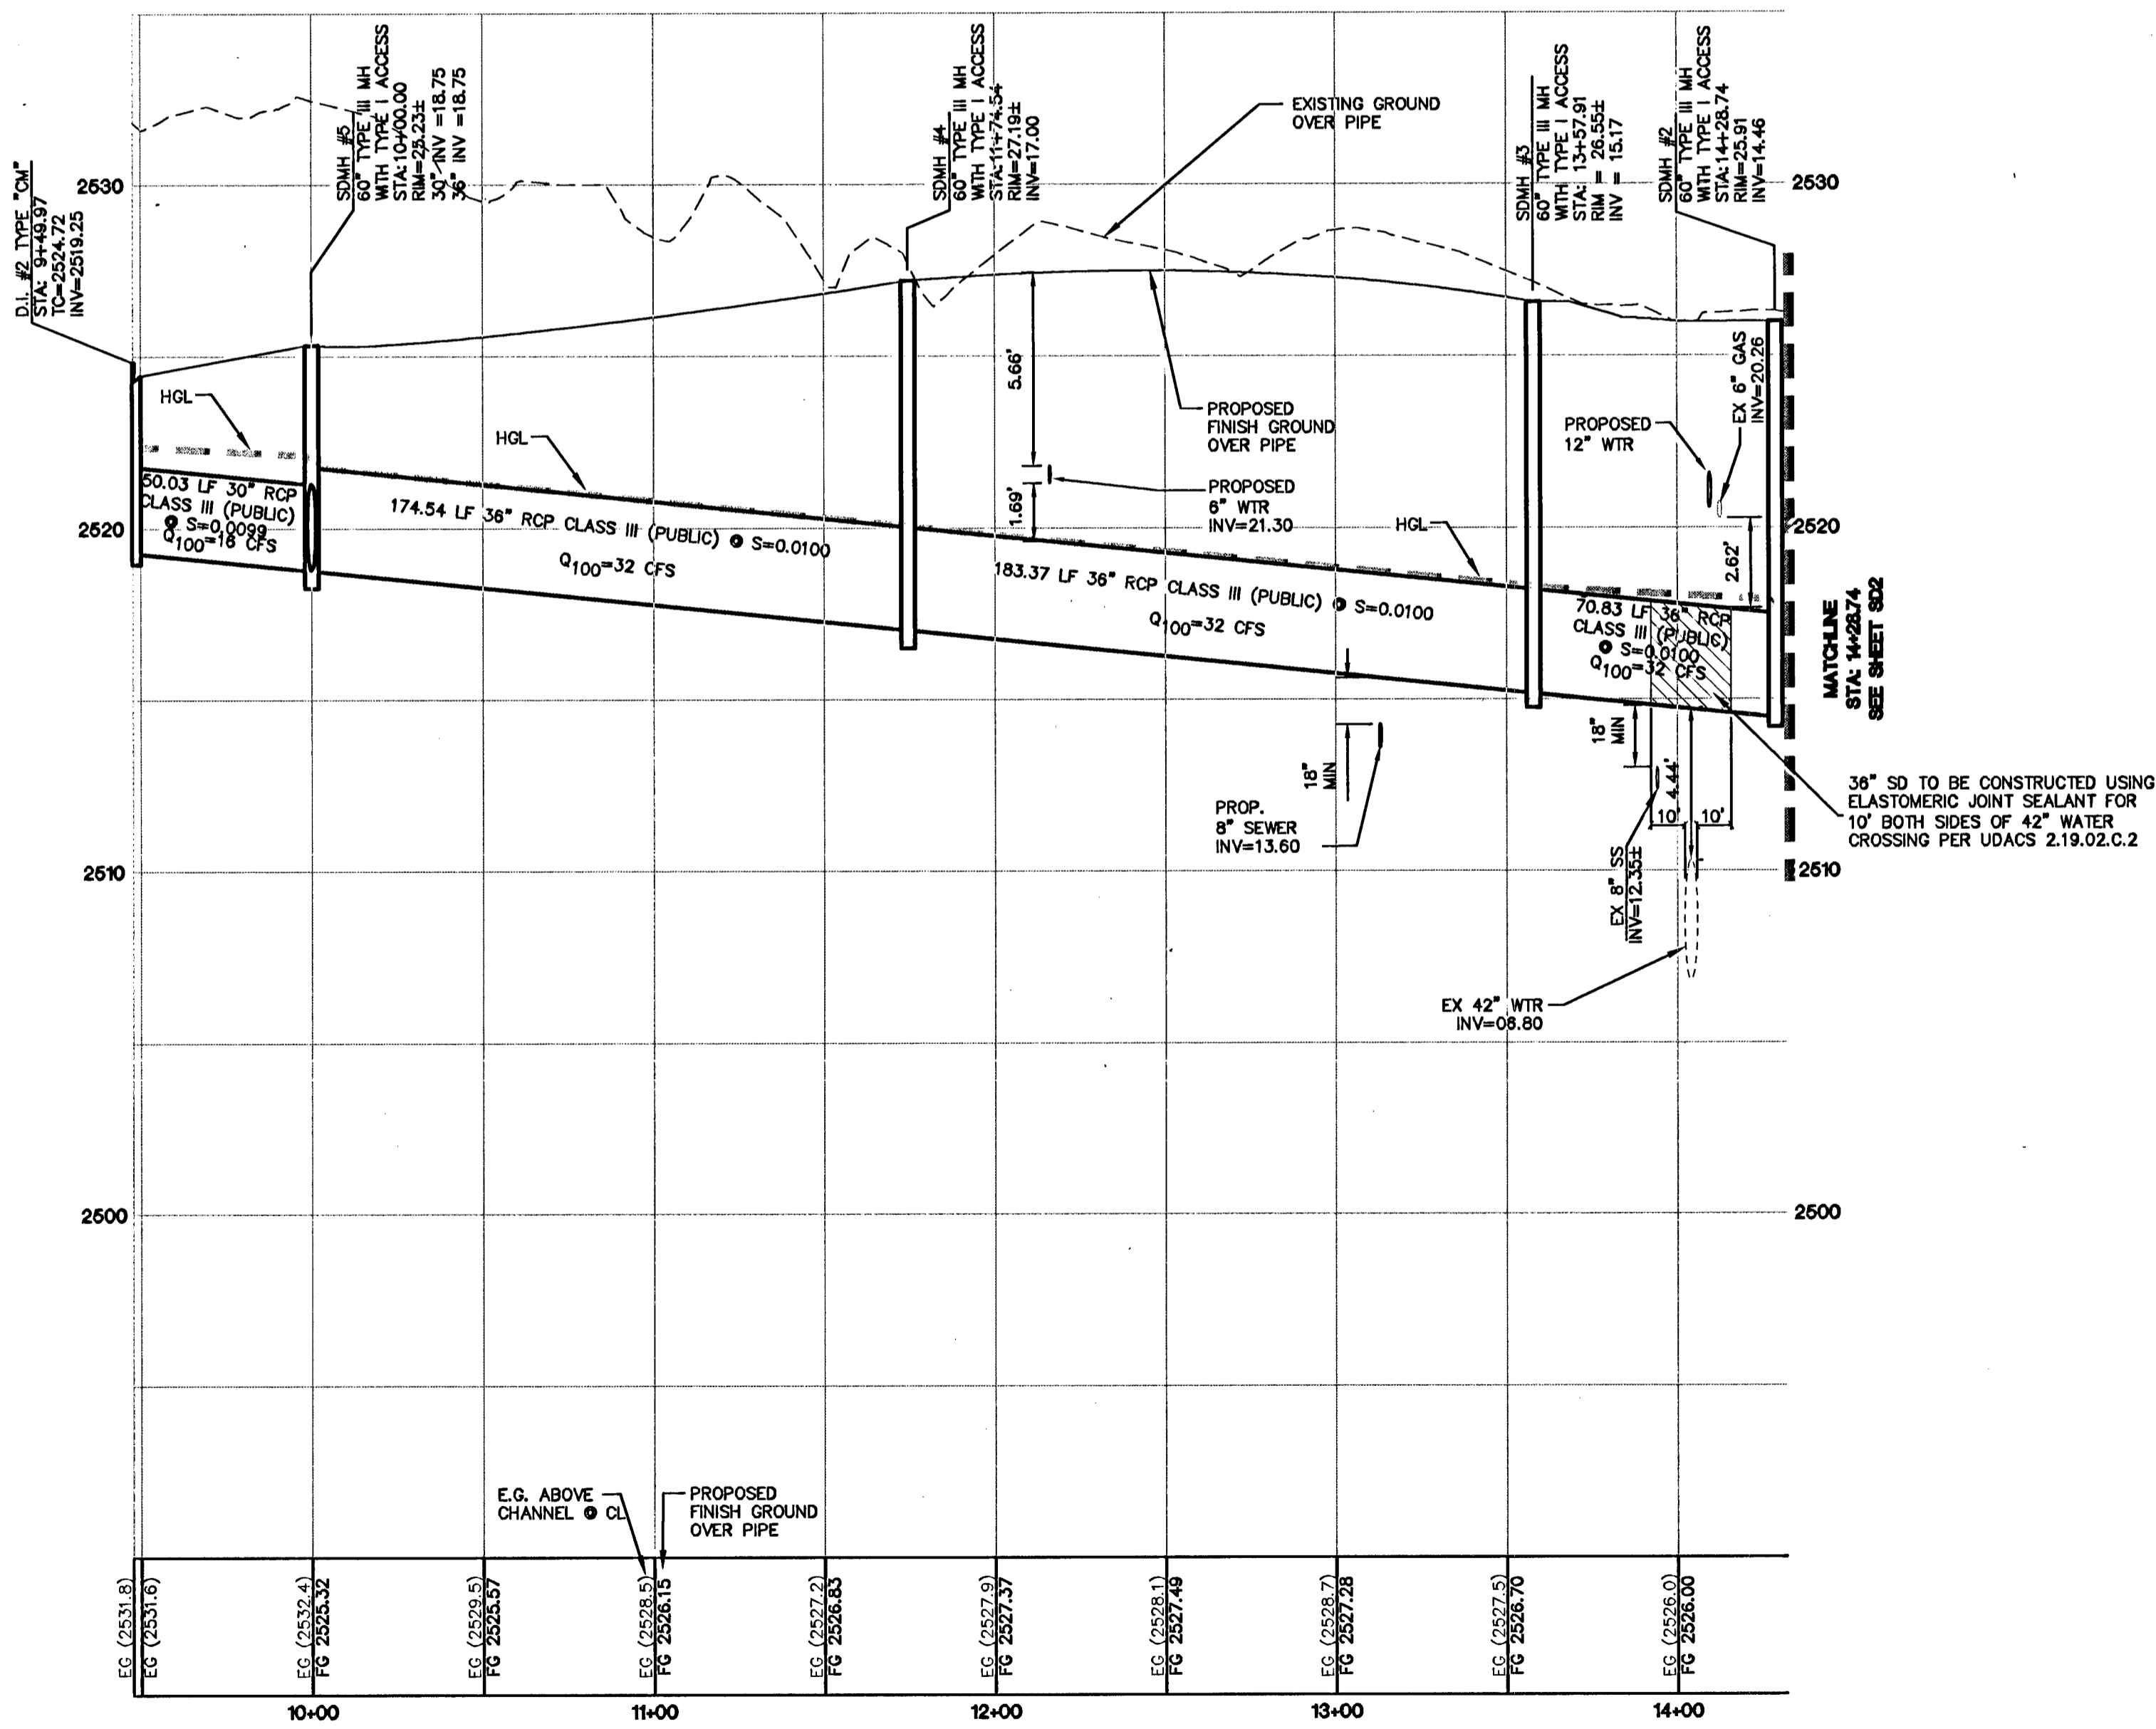 D.I. #2 TYPE "CM"
STA: 9+49.97
TC=2524.72
INV=2519.25
SDMH #5
60" TYPE III MH
WITH TYPE I ACCESS
STA:10+00.00
RIM=25.23±
30" INV =18.75
36" INV =18.75
SDMH #4
60" TYPE III MH
WITH TYPE I ACCESS
STA:11+74.54
RIM=27.19±
INV=17.00
EXISTING GROUND
OVER PIPE
SDMH #3
60" TYPE III MH
WITH TYPE I ACCESS
STA: 13+57.91
RIM = 26.55±
INV = 15.17
SDMH #2
60" TYPE III MH
WITH TYPE I ACCESS
STA:14+28.74
RIM=25.91
INV=14.46
2530
2530
HGL
HGL
5.66'
1.69'
PROPOSED
FINISH GROUND
OVER PIPE
PROPOSED
6" WTR
INV=21.30
HGL
PROPOSED
12" WTR
EX 6" GAS
INV=20.26
2.62'
2520
2520
50.03 LF 30" RCP
CLASS III (PUBLIC)
@ S=0.0099
Q100=16 CFS
174.54 LF 36" RCP CLASS III (PUBLIC) @ S=0.0100
Q100=32 CFS
183.37 LF 36" RCP CLASS III (PUBLIC) @ S=0.0100
Q100=32 CFS
70.83 LF 36" RCP
CLASS III (PUBLIC)
@ S=0.0100
Q100=32 CFS
MATCHLINE
STA: 14+28.74
SEE SHEET SD2
18"
MIN
PROP.
8" SEWER
INV=13.60
18"
MIN
4.44'
10'
10'
EX 8" SS
INV=12.35±
36" SD TO BE CONSTRUCTED USING
ELASTOMERIC JOINT SEALANT FOR
10' BOTH SIDES OF 42" WATER
CROSSING PER UDACS 2.19.02.C.2
2510
2510
EX 42" WTR
INV=06.80
2500
2500
E.G. ABOVE
CHANNEL @ CL
PROPOSED
FINISH GROUND
OVER PIPE
EG (2531.8)
EG (2531.6)
EG (2532.4)
FG 2525.32
EG (2529.5)
FG 2525.57
EG (2528.5)
FG 2526.15
EG (2527.2)
FG 2526.83
EG (2527.9)
FG 2527.37
EG (2528.1)
FG 2527.49
EG (2528.7)
FG 2527.28
EG (2527.5)
FG 2526.70
EG (2526.0)
FG 2526.00
10+00
11+00
12+00
13+00
14+00